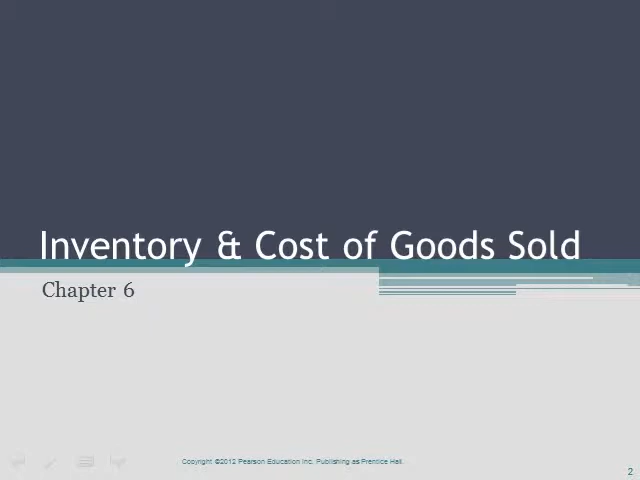 Inventory & Cost of Goods Sold
Chapter 6
Copyright ©2012 Pearson Education Inc. Publishing as Prentice Hall.
2